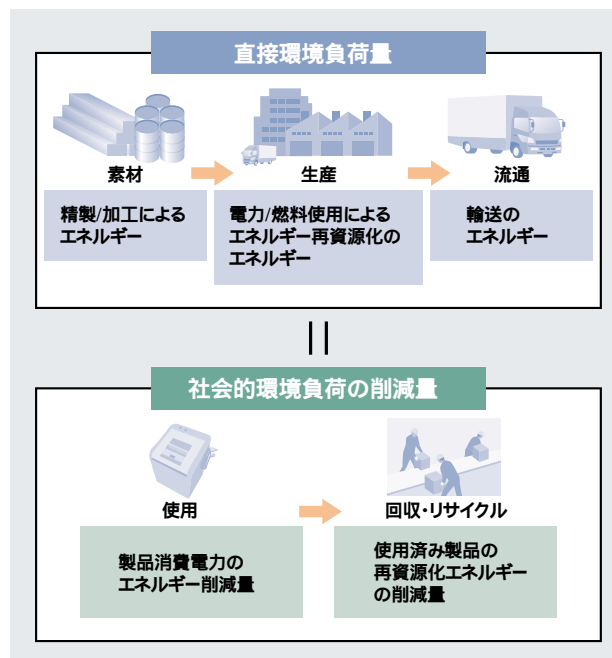 直接環境負荷量
素材
生産
流通
精製/加工による
エネルギー
電力/燃料使用による
エネルギー再資源化の
エネルギー
輸送の
エネルギー
社会的環境負荷の削減量
使用
回収・リサイクル
製品消費電力の
エネルギー削減量
使用済み製品の
再資源化エネルギー
の削減量